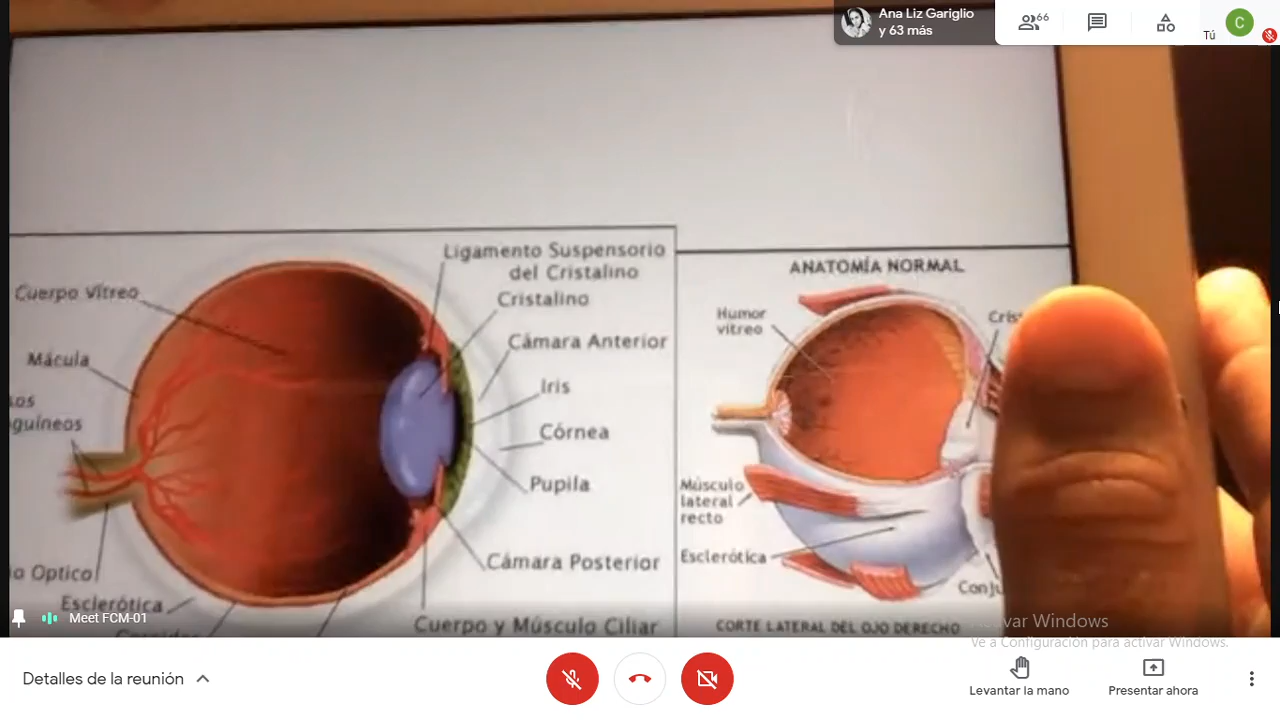 Ana Liz Gariglio
y 63 más
66
C
Tú
Ligamento Suspensorio
del Cristalino
Cristalino
Cuerpo Vítreo
Cámara Anterior
Mácula
Iris
Córnea
Pupila
Cámara Posterior
Esclerótica
Cuerpo y Músculo Ciliar
ANATOMÍA NORMAL
Humor
vítreo
Músculo
lateral
recto
Esclerótica
CORTE LATERAL DEL OJO DERECHO
Meet FCM-01
Activar Windows
Ve a Configuración para activar Windows.
Detalles de la reunión
Levantar la mano
Presentar ahora